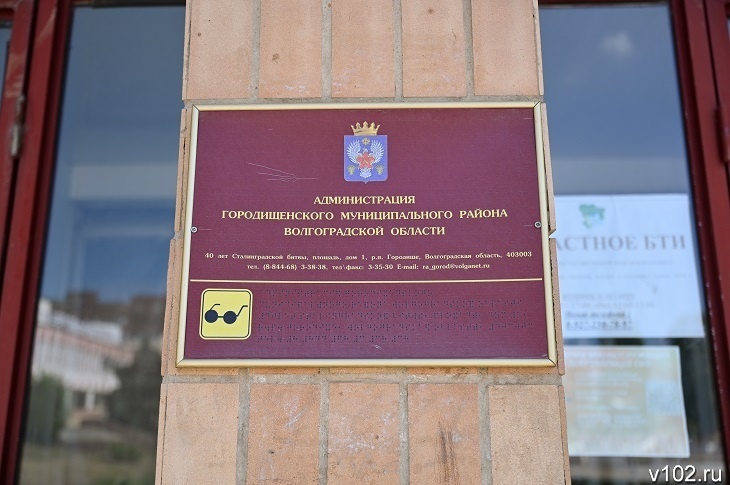 АДМИНИСТРАЦИЯ
ГОРОДИЩЕНСКОГО МУНИЦИПАЛЬНОГО РАЙОНА
ВОЛГОГРАДСКОЙ ОБЛАСТИ
40 лет Сталинградской битвы, площадь, дом 1, р.п. Городище, Волгоградская область, 403003
тел. (8-844-68) 3-38-38, тел\факс: 3-35-30 E-mail: ra_gorod@volganet.ru
АСТНОЕ БТИ
v102.ru